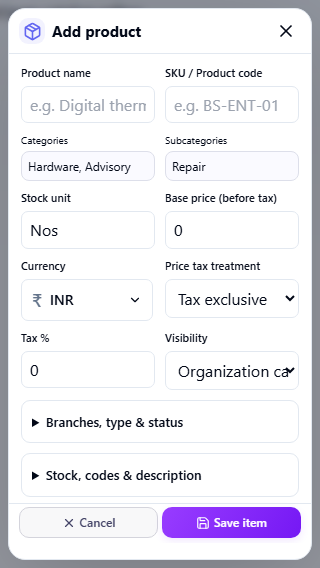 Add product
Product name
SKU / Product code
e.g. Digital therm
e.g. BS-ENT-01
Categories
Subcategories
Hardware, Advisory
Repair
Stock unit
Base price (before tax)
Nos
0
Currency
Price tax treatment
₹ INR
Tax exclusive
Tax %
Visibility
0
Organization ca
Branches, type & status
Stock, codes & description
Cancel
Save item